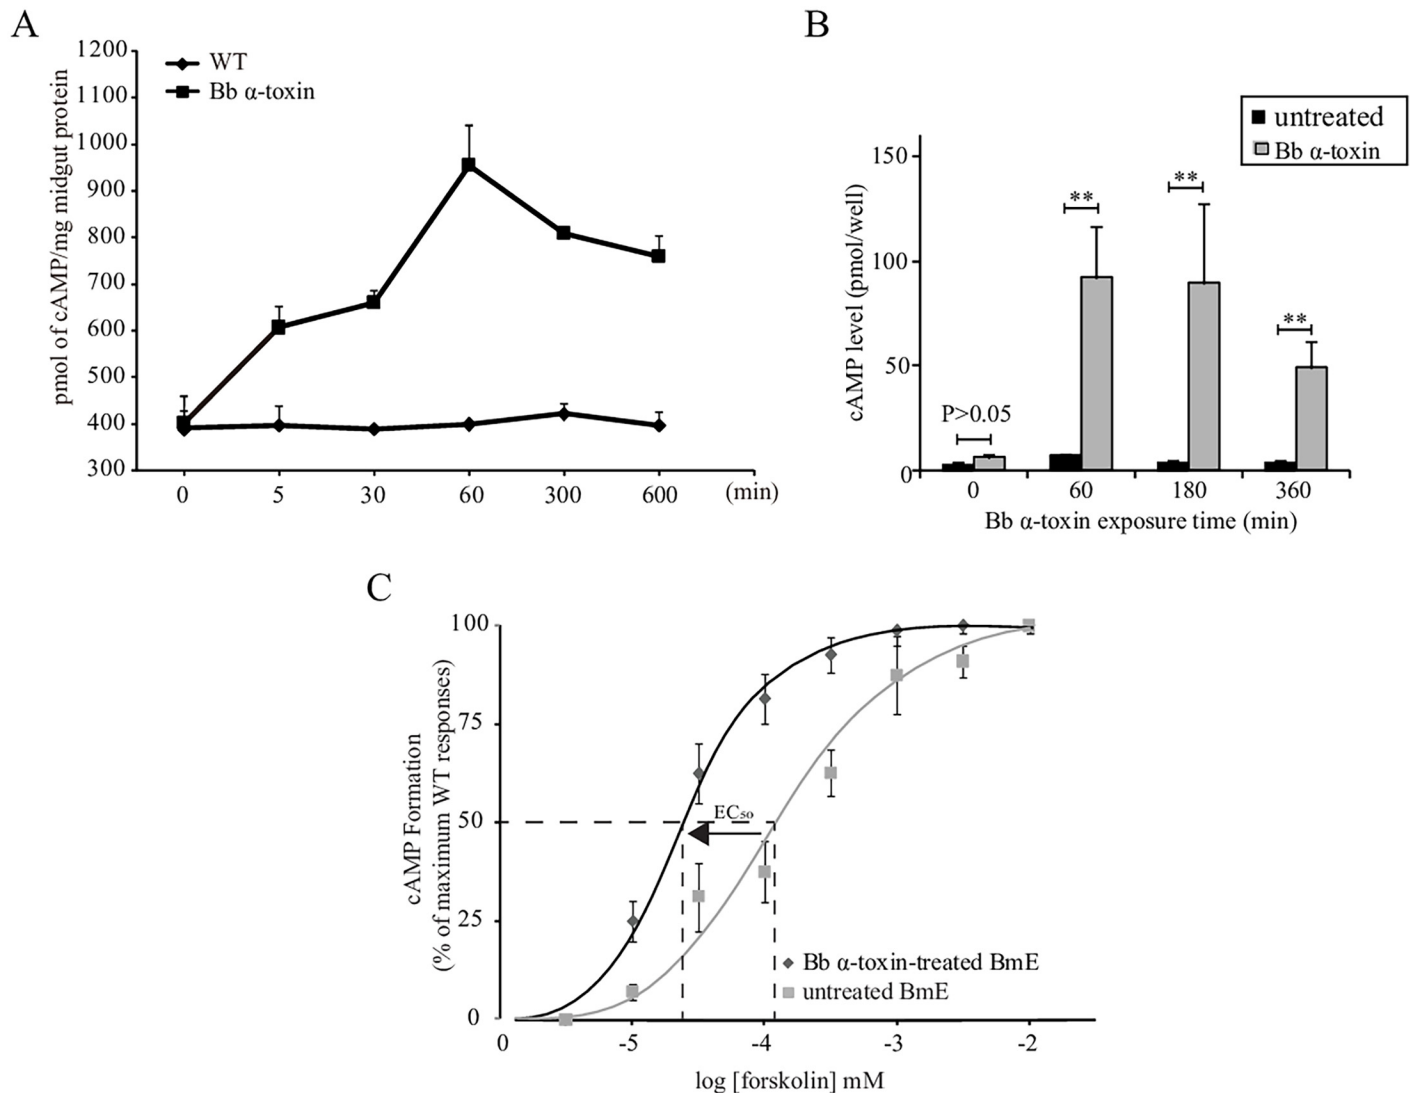 A
1200
1100
1000
900
800
700
600
500
400
300
pmol of cAMP/mg midgut protein
WT
Bb α-toxin
0 5 30 60 300 600 (min)
B
untreated
Bb α-toxin
150
100
50
0
cAMP level (pmol/well)
P>0.05
**
**
**
0 60 180 360
Bb α-toxin exposure time (min)
C
100
75
50
25
0
cAMP Formation
(% of maximum WT responses)
EC₅₀
Bb α-toxin-treated BmE
untreated BmE
0 -5 -4 -3 -2
log [forskolin] mM